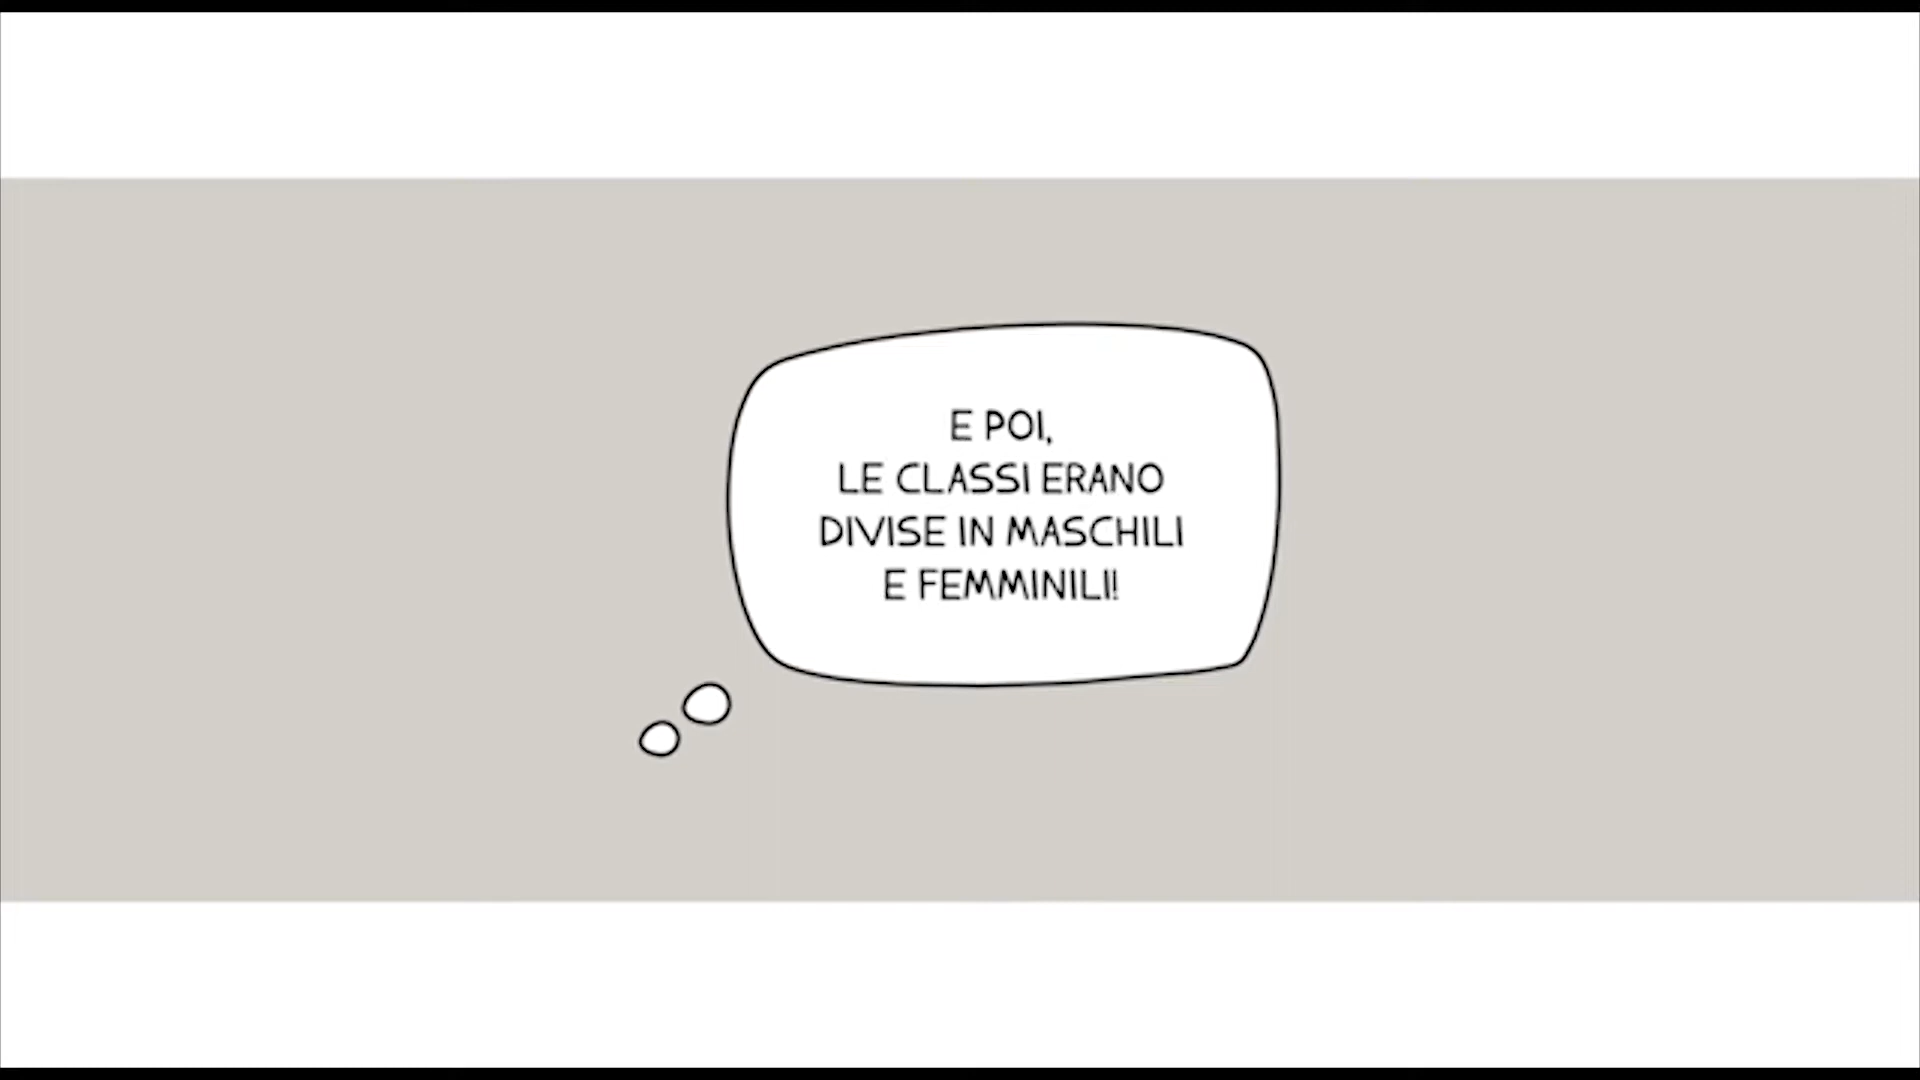 E POI,
LE CLASSI ERANO
DIVISE IN MASCHILI
E FEMMINILI!